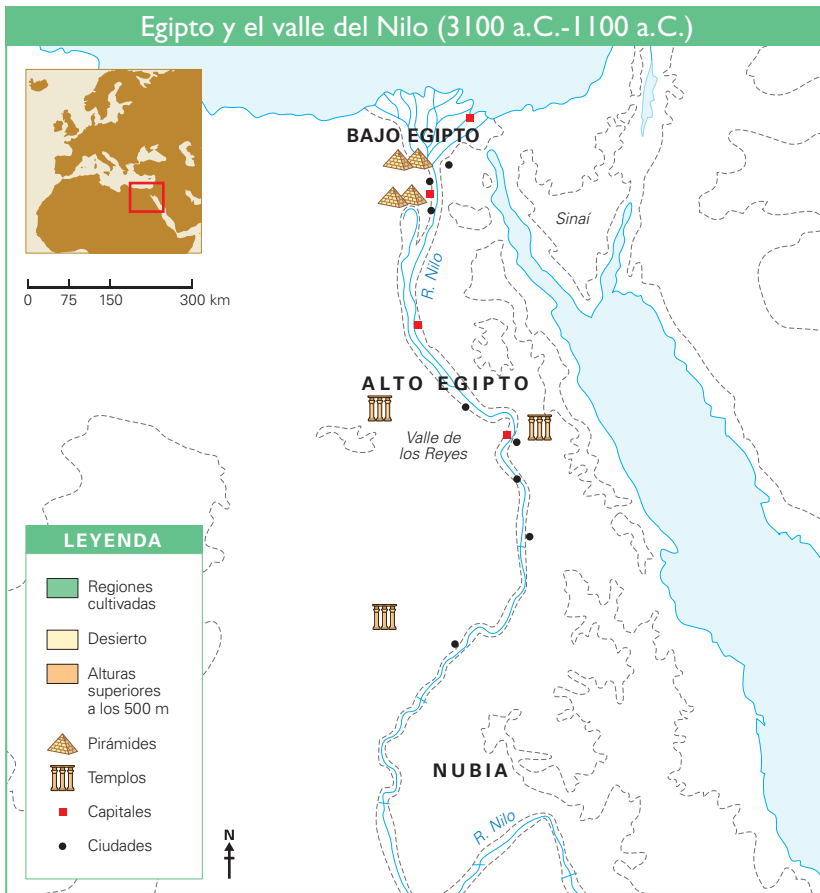 Egipto y el valle del Nilo (3100 a.C.-1100 a.C.)
BAJO EGIPTO
Sinaí
R. Nilo
0 75 150 300 km
ALTO EGIPTO
Valle de
los Reyes
LEYENDA
Regiones
cultivadas
Desierto
Alturas
superiores
a los 500 m
Pirámides
Templos
Capitales
Ciudades
N
NUBIA
R. Nilo